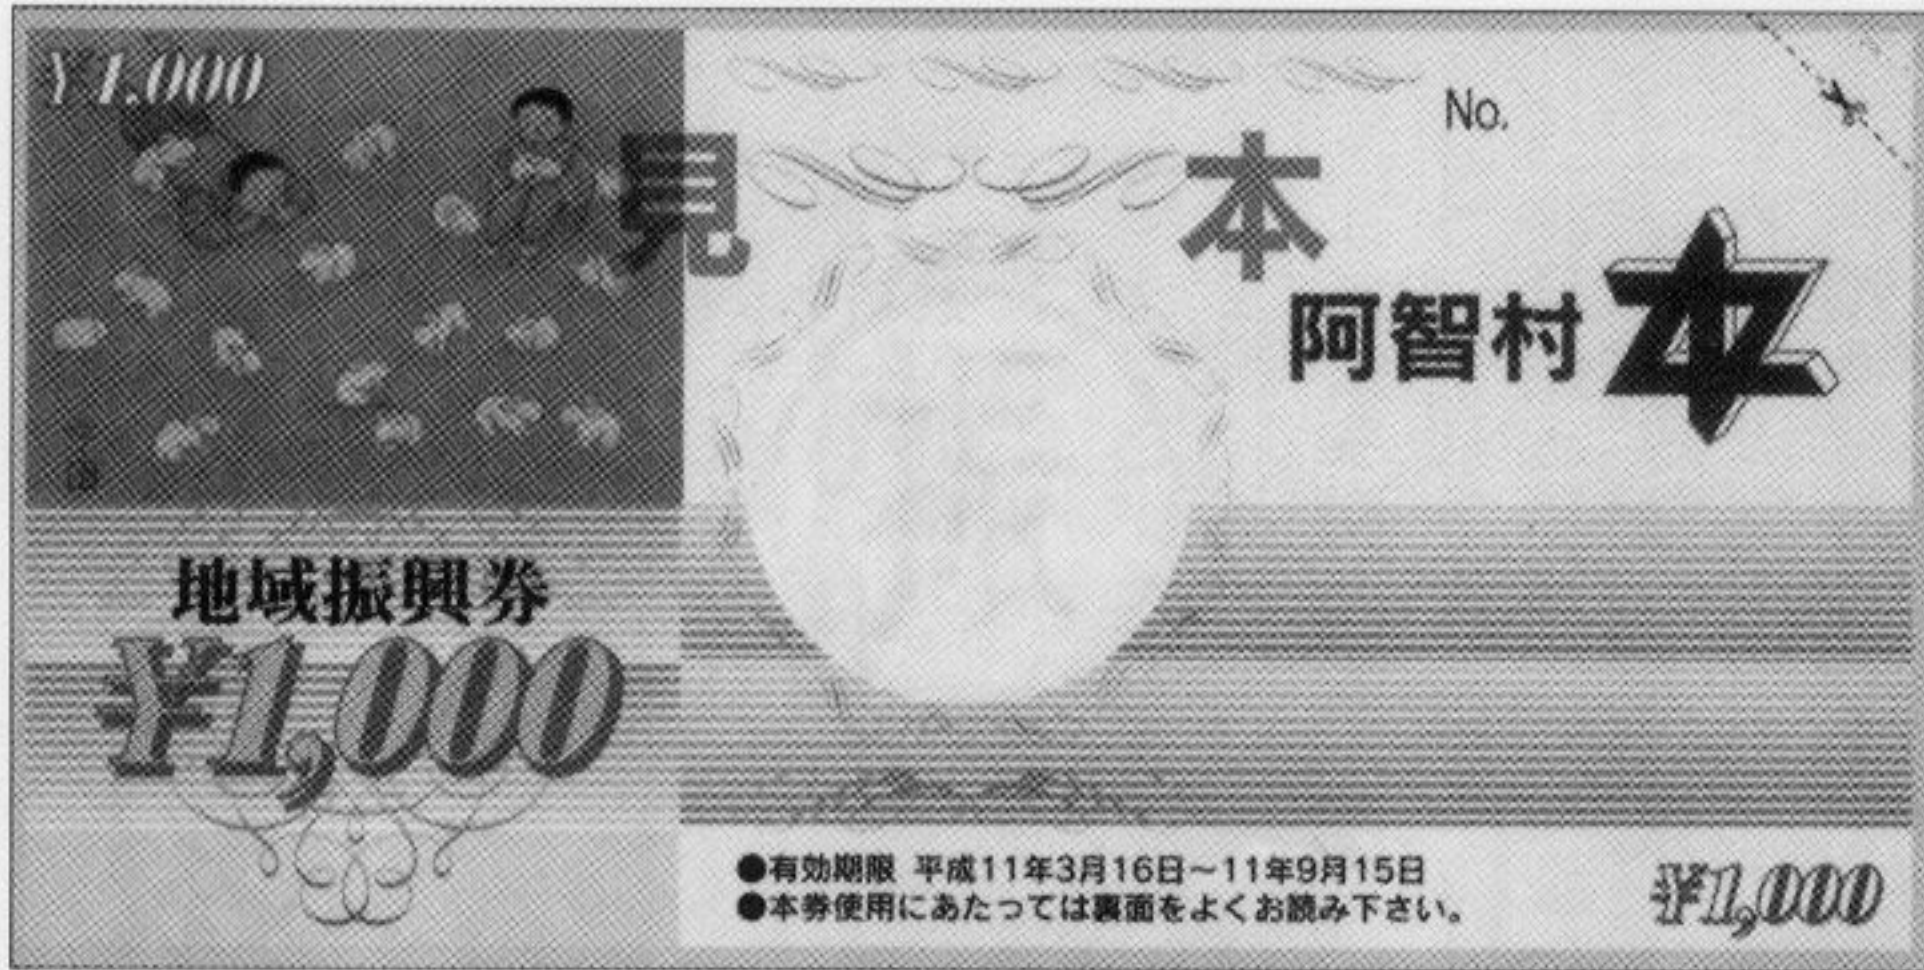 ¥1,000
見本
No.
阿智村
地域振興券
¥1,000
●有効期限 平成11年3月16日～11年9月15日
●本券使用にあたっては裏面をよくお読み下さい。
¥1,000